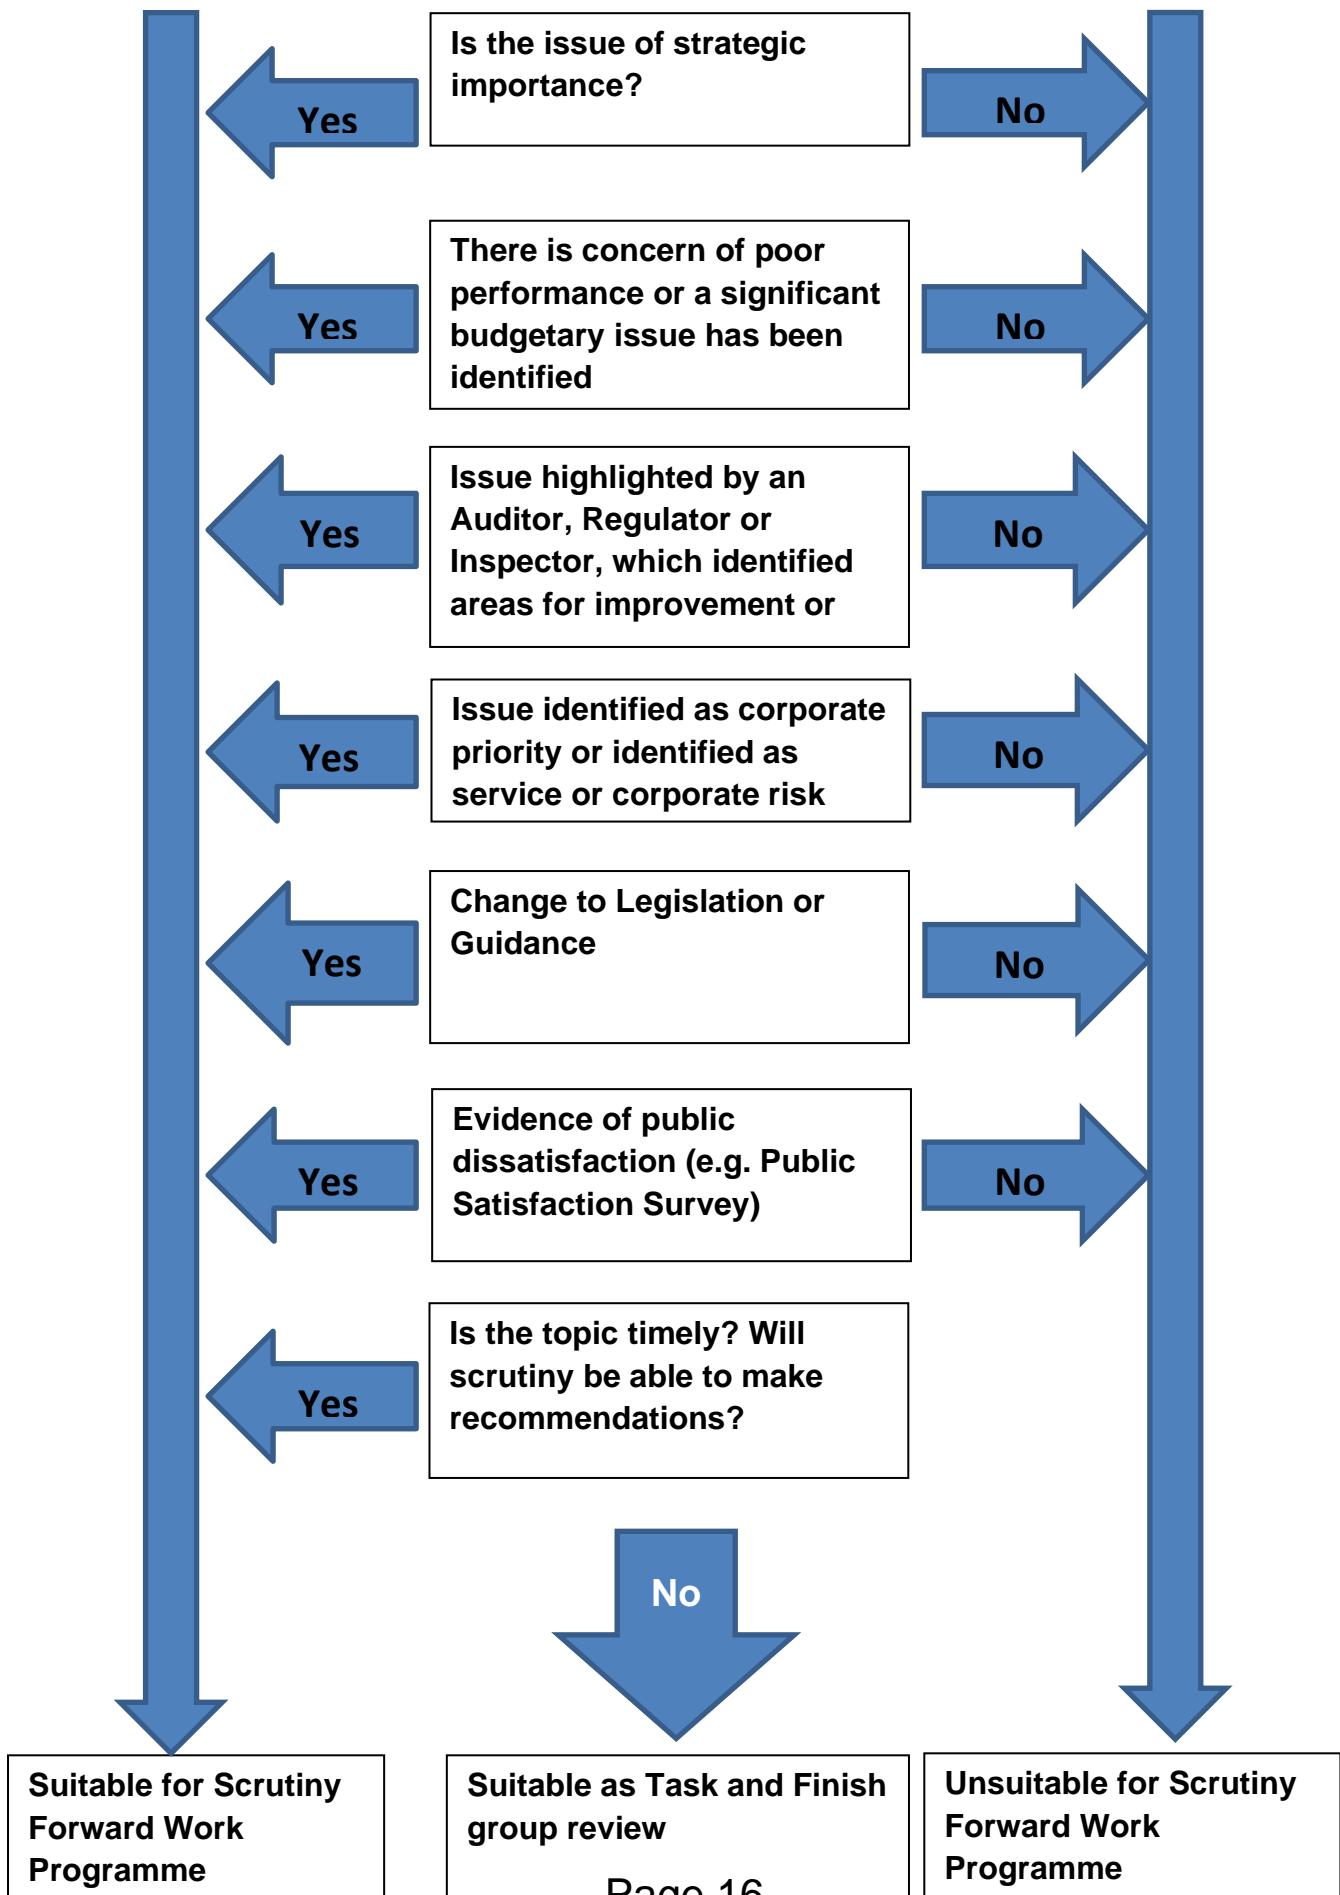 Is the issue of strategic
importance?
Yes
No
There is concern of poor
performance or a significant
budgetary issue has been
identified
Yes
No
Issue highlighted by an
Auditor, Regulator or
Inspector, which identified
areas for improvement or
Yes
No
Issue identified as corporate
priority or identified as
service or corporate risk
Yes
No
Change to Legislation or
Guidance
Yes
No
Evidence of public
dissatisfaction (e.g. Public
Satisfaction Survey)
Yes
No
Is the topic timely? Will
scrutiny be able to make
recommendations?
Yes
No
Suitable for Scrutiny
Forward Work
Programme
Suitable as Task and Finish
group review
Unsuitable for Scrutiny
Forward Work
Programme
Page 16